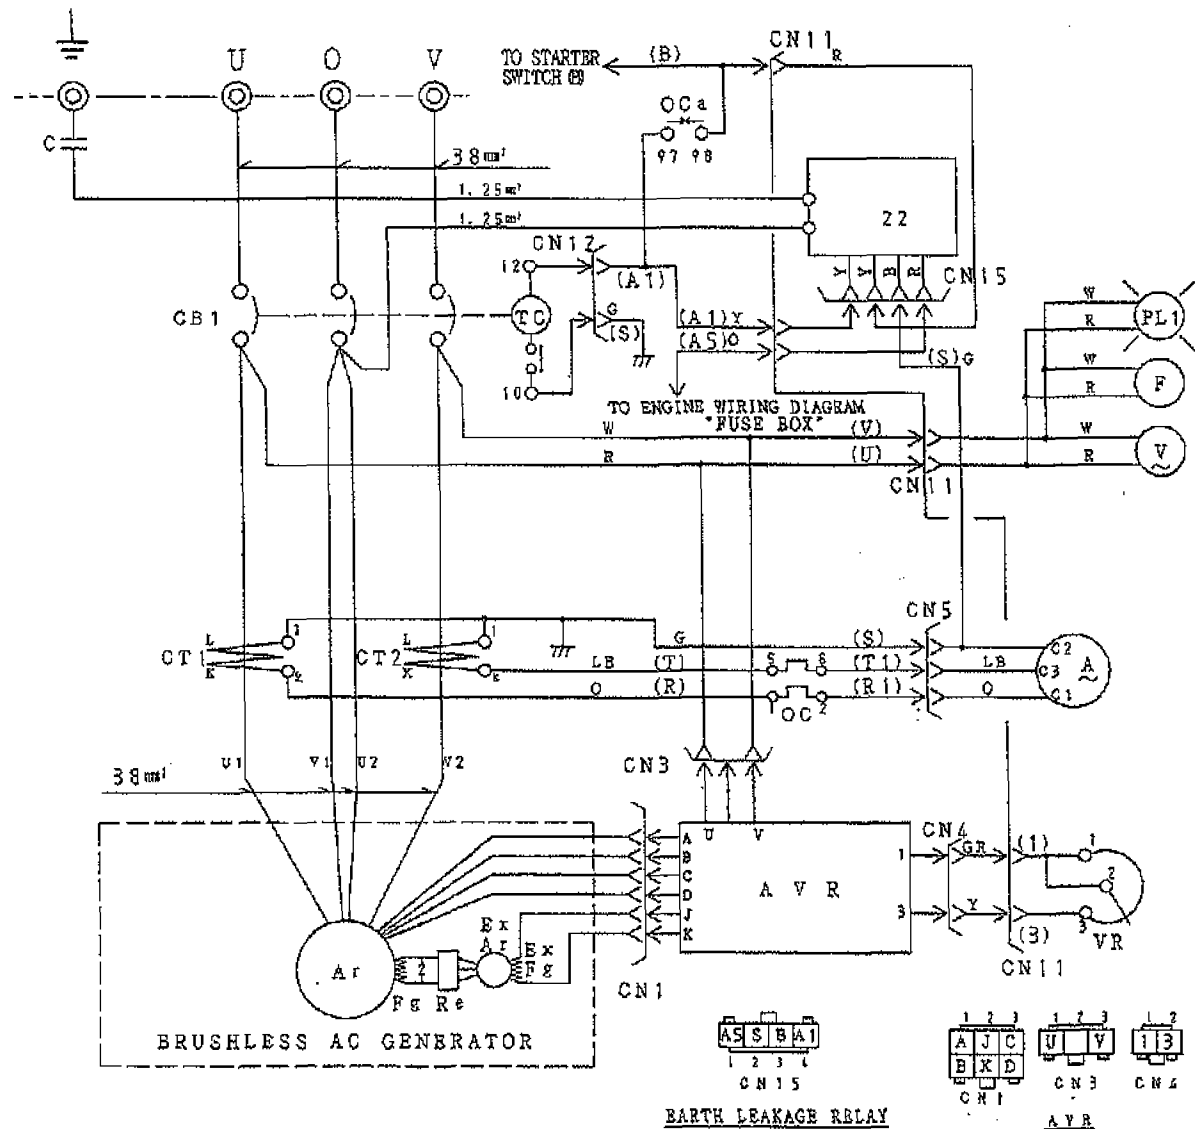 U O V
TO STARTER
SWITCH (B)
(B)
CN11
R
C
OCa
97 98
38mm²
1.25mm²
1.25mm²
22
CN12
12
(A1)
Y Y B R
CN15
CB1
TC
G
(S)
(A1)Y
(A5)O
(S)G
10
W
R
PL1
W
R
F
TO ENGINE WIRING DIAGRAM
"FUSE BOX"
W
(V)
W
R
(U)
R
V
CN11
CN5
L
1
L
1
G
(S)
C2
CT1
CT2
K
k
K
k
LB
(T)
5 6
(T1)
LB
C3
A
O
(R)
OC
2
(R1)
O
C1
U1 V1 U2 V2
38mm²
CN3
A
B
C
D
J
K
U V
AVR
1
3
CN4
GR
(1)
1
2
Y
(3)
3
VR
CN11
CN1
Ar
2
Fg Re
Ex
Ar
Ex
Fg
BRUSHLESS AC GENERATOR
A5 S B A1
1 2 3 4
CN15
EARTH LEAKAGE RELAY
1 2 3
A J C
B K D
CN1
1 2 3
U V
CN3
1 2
1 3
CN4
AVR